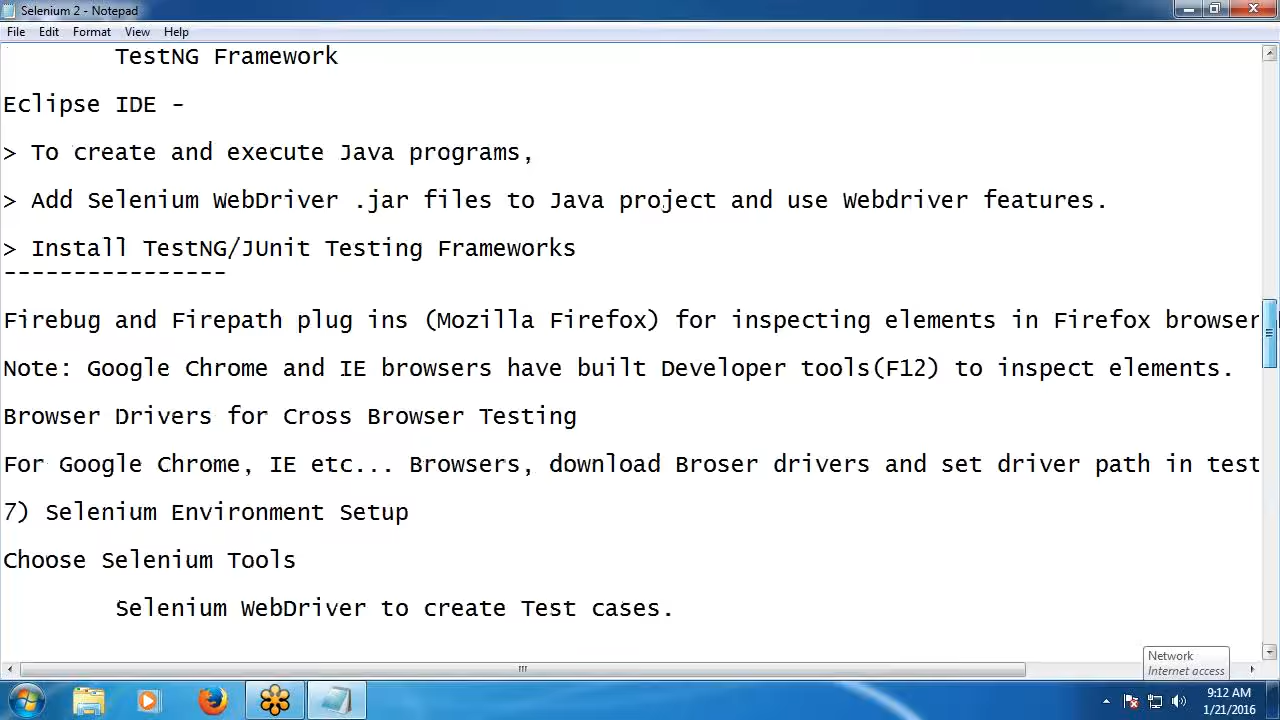 Selenium 2 - Notepad
File Edit Format View Help
TestNG Framework
Eclipse IDE -
> To create and execute Java programs,
> Add Selenium WebDriver .jar files to Java project and use Webdriver features.
> Install TestNG/JUnit Testing Frameworks
----------------
Firebug and Firepath plug ins (Mozilla Firefox) for inspecting elements in Firefox browser
Note: Google Chrome and IE browsers have built Developer tools(F12) to inspect elements.
Browser Drivers for Cross Browser Testing
For Google Chrome, IE etc... Browsers, download Broser drivers and set driver path in test
7) Selenium Environment Setup
Choose Selenium Tools
Selenium WebDriver to create Test cases.
Network
Internet access
9:12 AM
1/21/2016